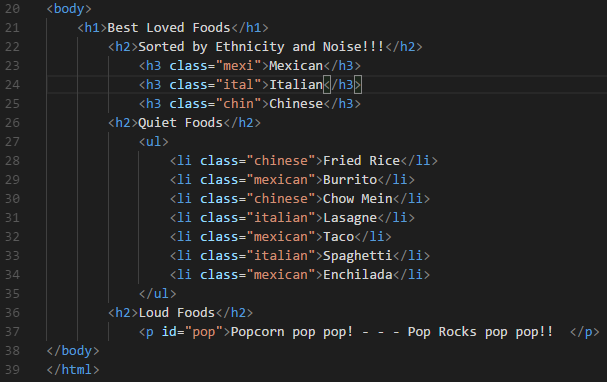 20 <body>
21 <h1>Best Loved Foods</h1>
22 <h2>Sorted by Ethnicity and Noise!!!</h2>
23 <h3 class="mexi">Mexican</h3>
24 <h3 class="ital">Italian</h3>
25 <h3 class="chin">Chinese</h3>
26 <h2>Quiet Foods</h2>
27 <ul>
28 <li class="chinese">Fried Rice</li>
29 <li class="mexican">Burrito</li>
30 <li class="chinese">Chow Mein</li>
31 <li class="italian">Lasagne</li>
32 <li class="mexican">Taco</li>
33 <li class="italian">Spaghetti</li>
34 <li class="mexican">Enchilada</li>
35 </ul>
36 <h2>Loud Foods</h2>
37 <p id="pop">Popcorn pop pop! - - - Pop Rocks pop pop!!  </p>
38 </body>
39 </html>